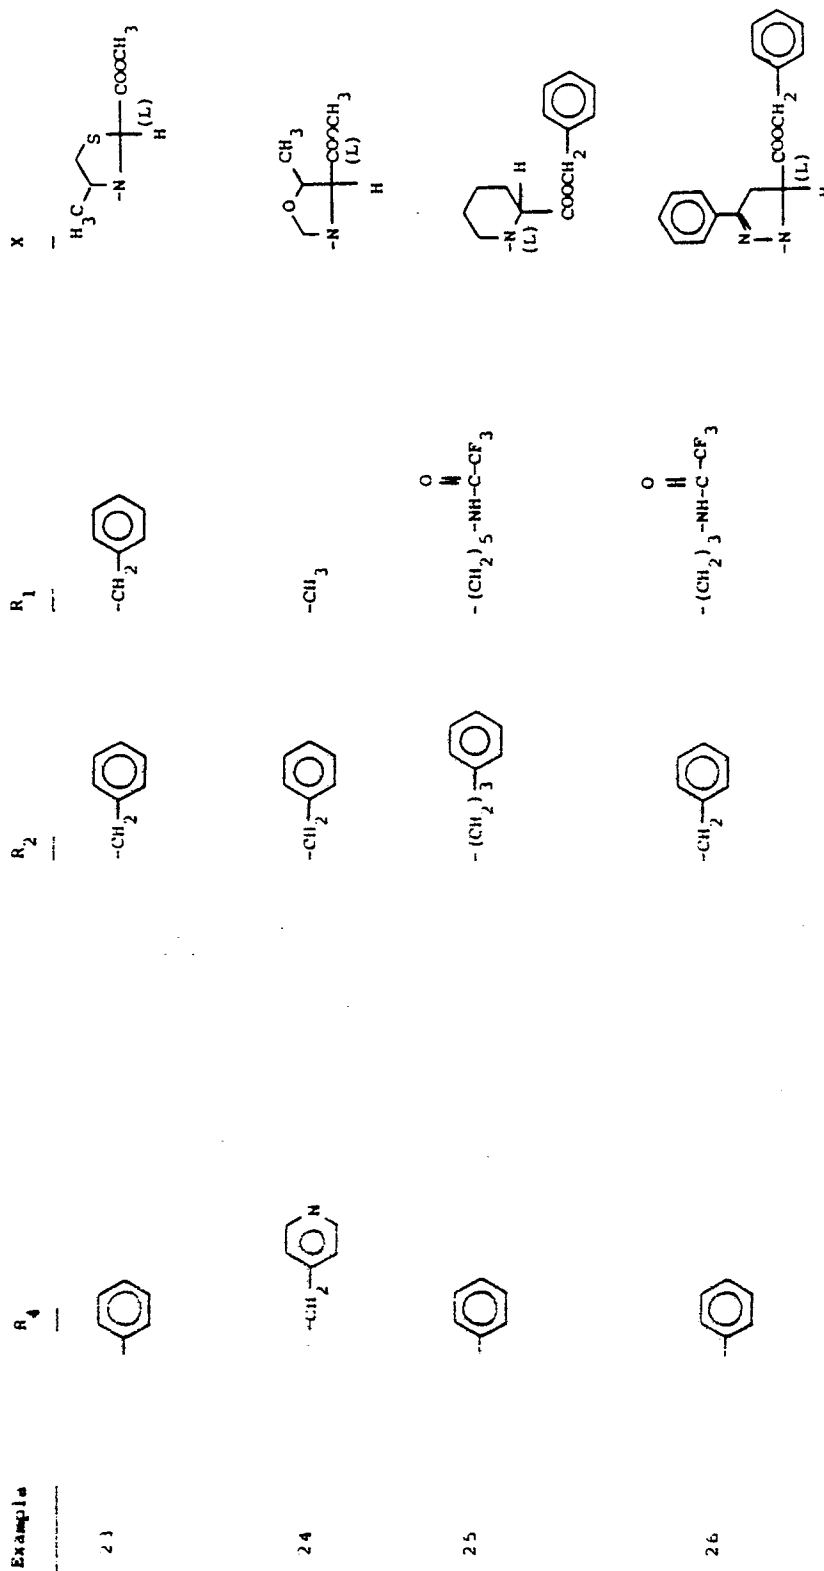 Example R4 R2 R1 X
23 -CH2 -CH2 H3C S -N COOCH3 (L) H
24 -CH2 N -CH2 -CH3 O CH3 -N COOCH3 (L) H
25 -(CH2)3 -(CH2)5-NH-C-CF3 O -N (L) H COOCH2
26 -CH2 -(CH2)3-NH-C-CF3 O N -N COOCH2 (L) H